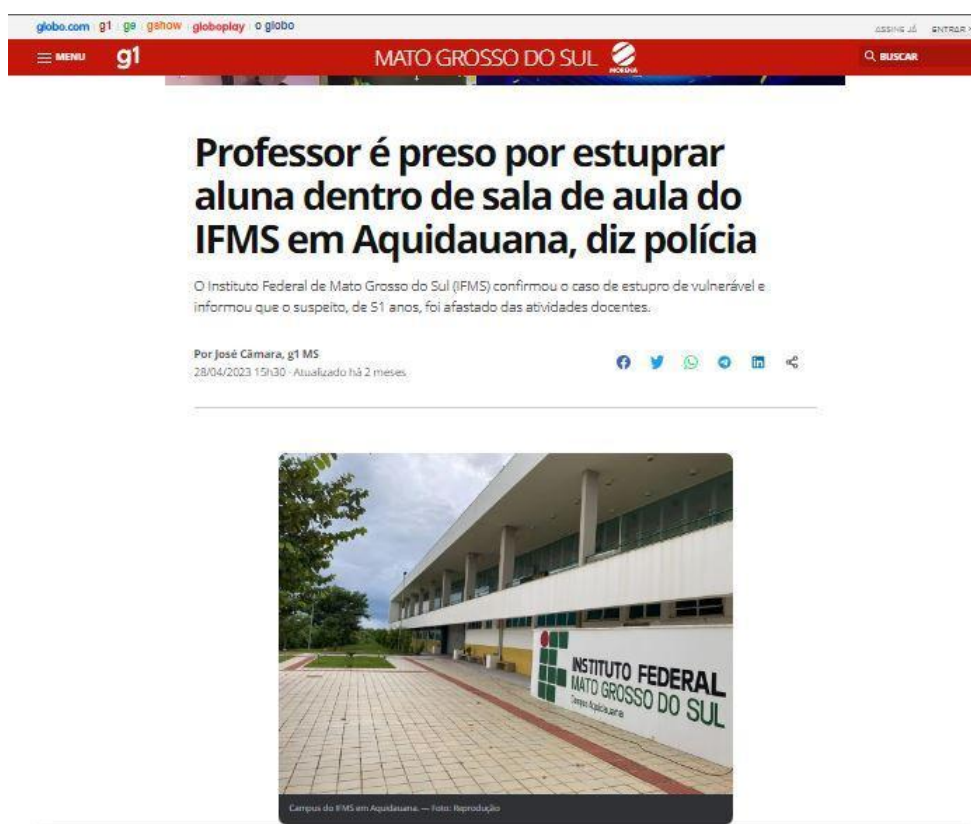 globo.com g1 ge gshow globoplay o globo
ASSINE JÁ ENTRAR
MENU g1 MATO GROSSO DO SUL MORENA BUSCAR
Professor é preso por estuprar
aluna dentro de sala de aula do
IFMS em Aquidauana, diz polícia
O Instituto Federal de Mato Grosso do Sul (IFMS) confirmou o caso de estupro de vulnerável e
informou que o suspeito, de 51 anos, foi afastado das atividades docentes.
Por José Câmara, g1 MS
28/04/2023 15h30 · Atualizado há 2 meses
INSTITUTO FEDERAL
MATO GROSSO DO SUL
Campus Aquidauana
Campus do IFMS em Aquidauana. — Foto: Reprodução